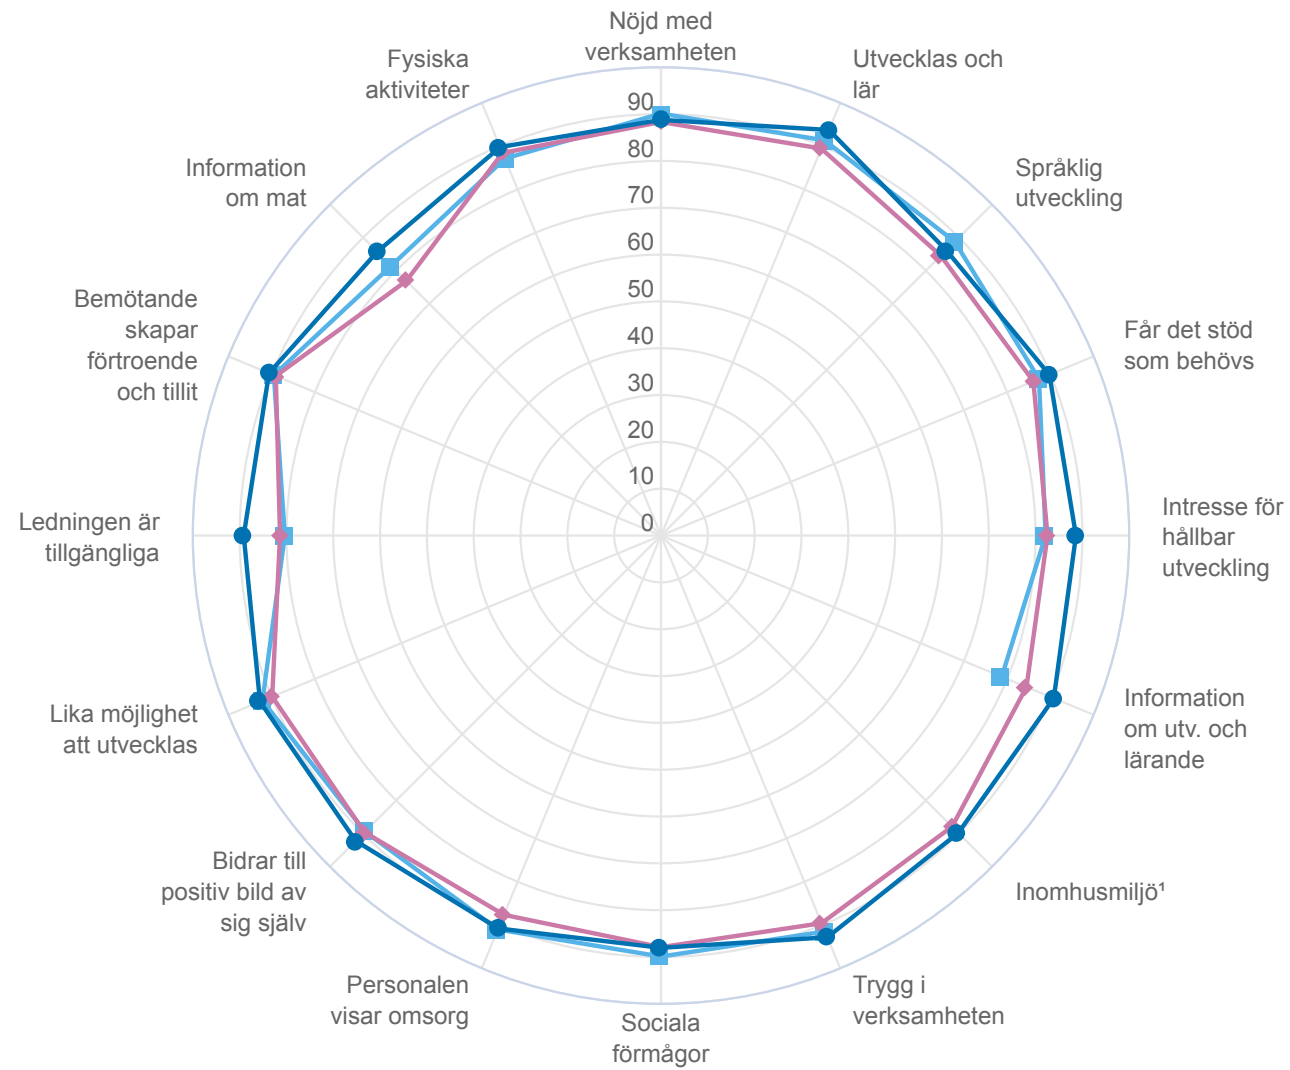 Nöjd med
verksamheten
Utvecklas och
lär
Språklig
utveckling
Får det stöd
som behövs
Intresse för
hållbar
utveckling
Information
om utv. och
lärande
Inomhusmiljö¹
Trygg i
verksamheten
Sociala
förmågor
Personalen
visar omsorg
Bidrar till
positiv bild av
sig själv
Lika möjlighet
att utvecklas
Ledningen är
tillgängliga
Bemötande
skapar
förtroende
och tillit
Information
om mat
Fysiska
aktiviteter
90
80
70
60
50
40
30
20
10
0